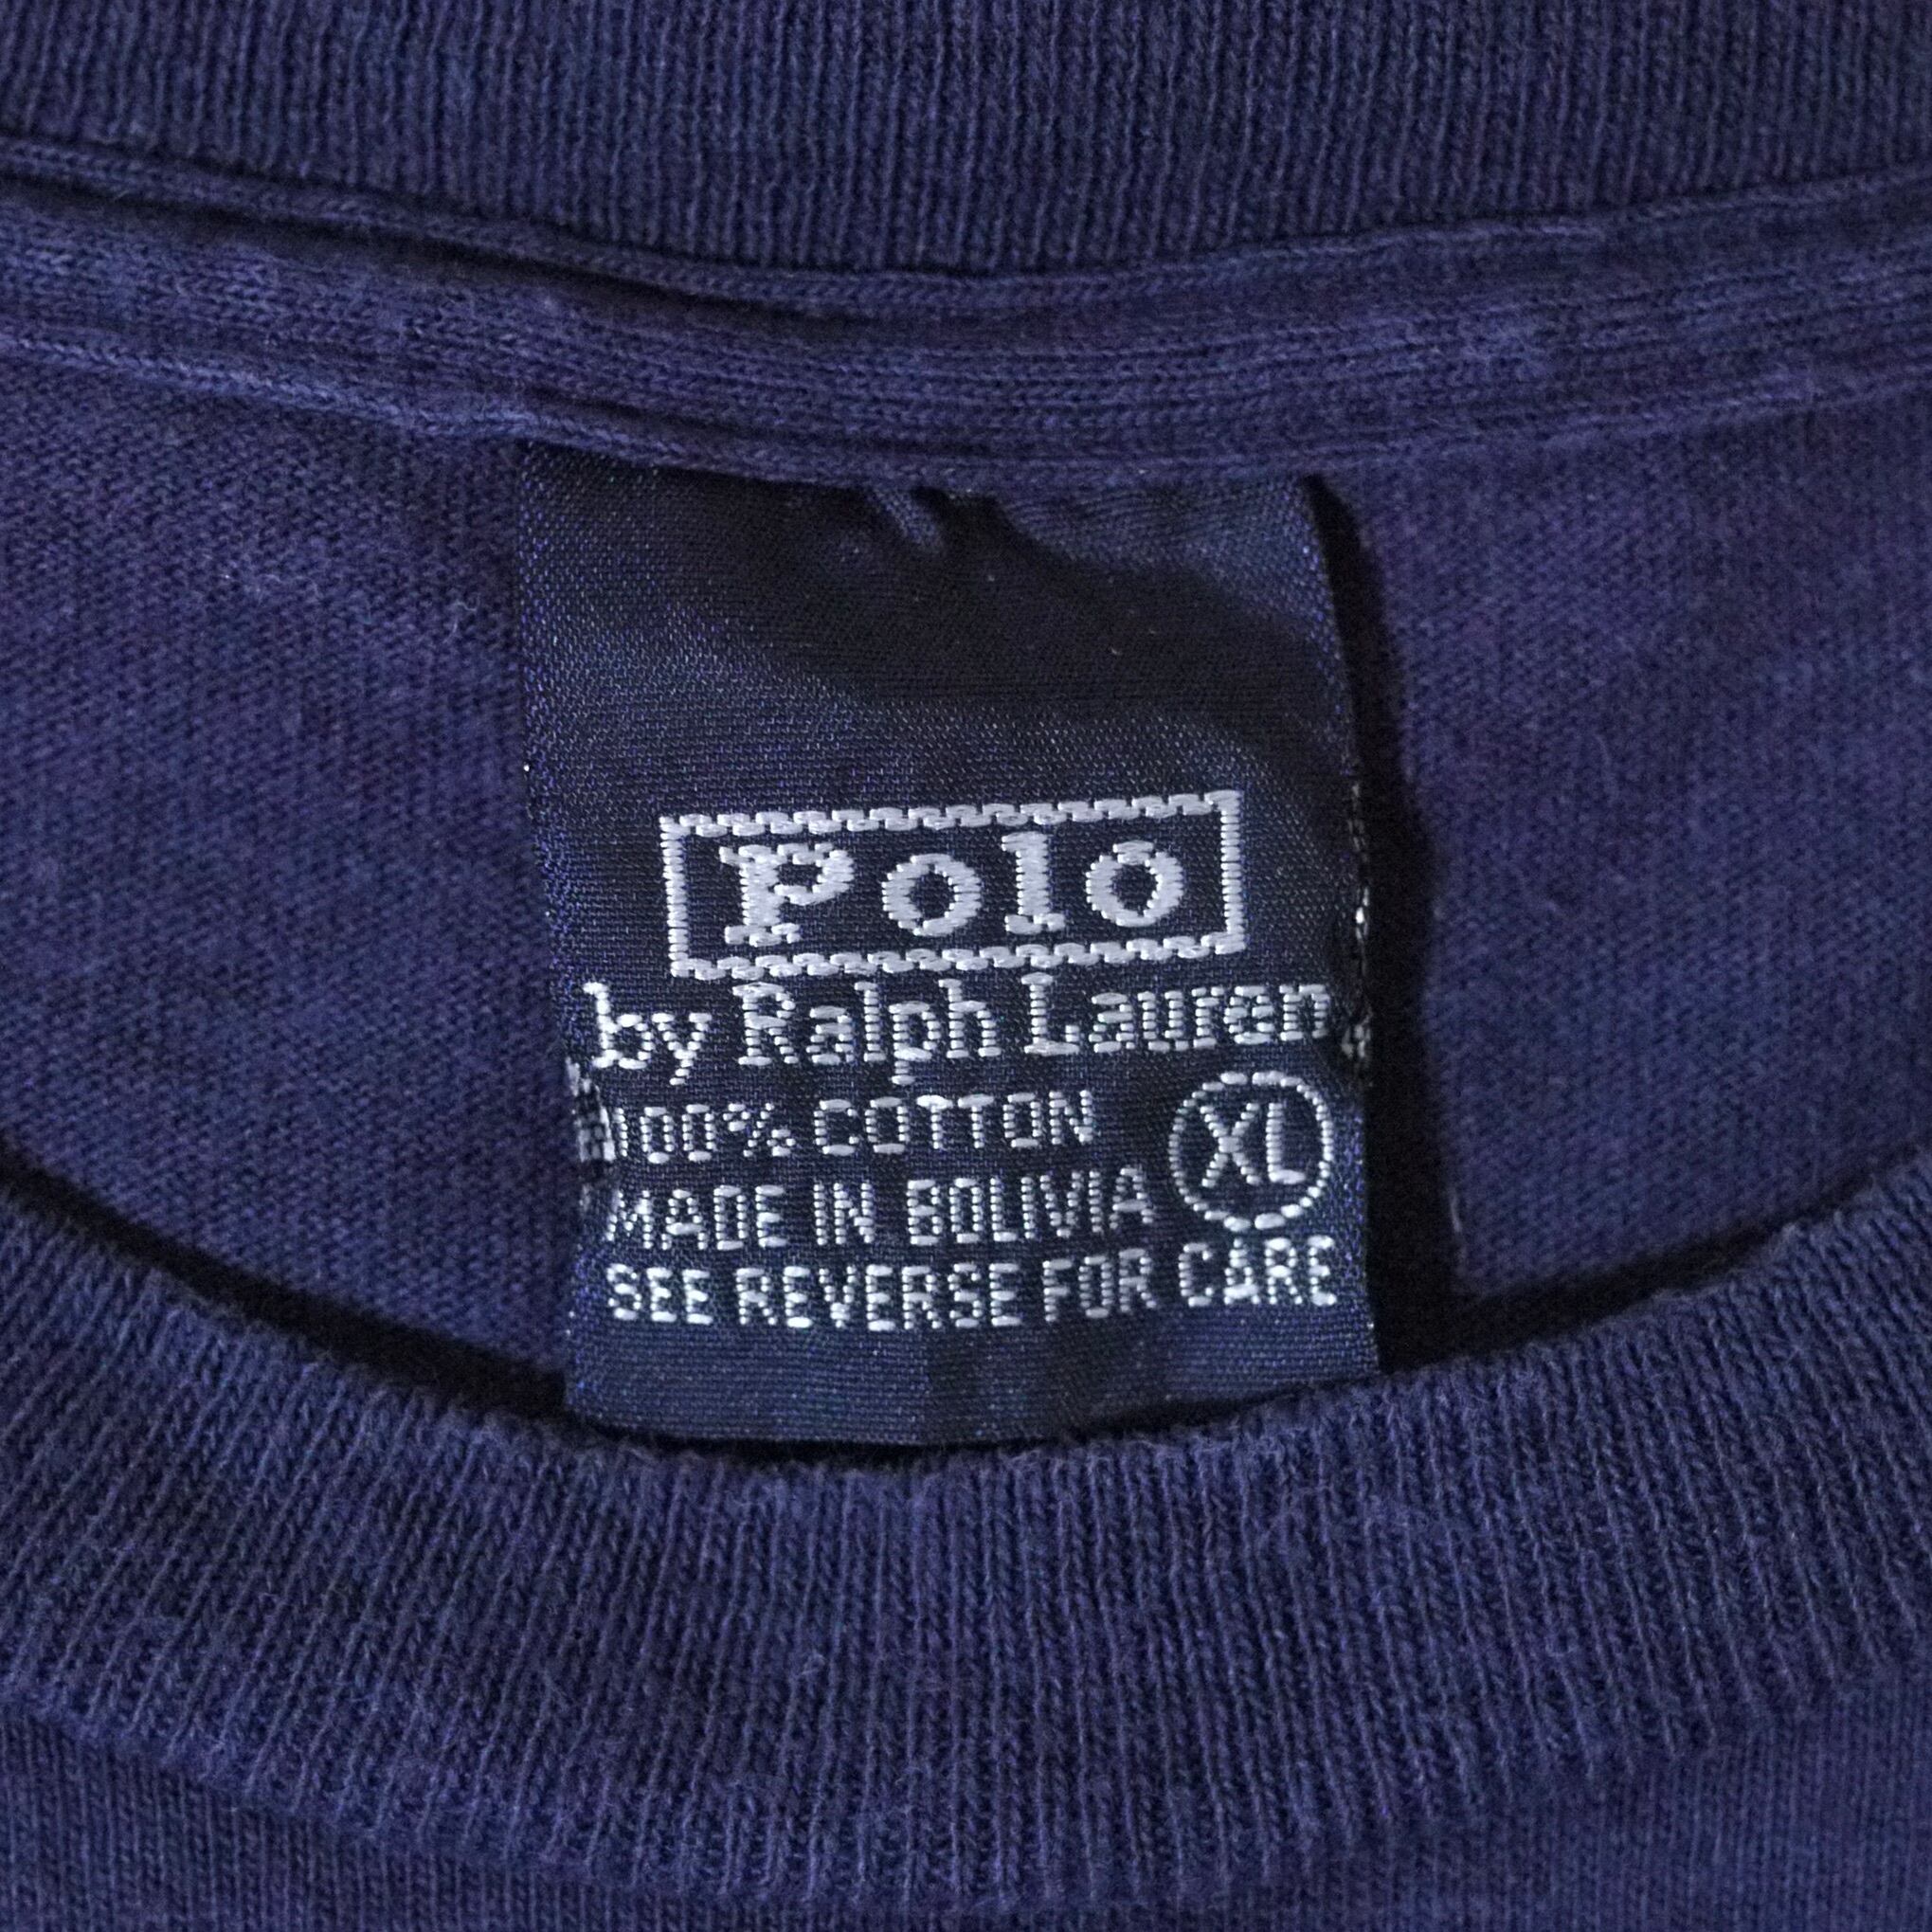 Polo
by Ralph Lauren
100% COTTON
XL
MADE IN BOLIVIA
SEE REVERSE FOR CARE